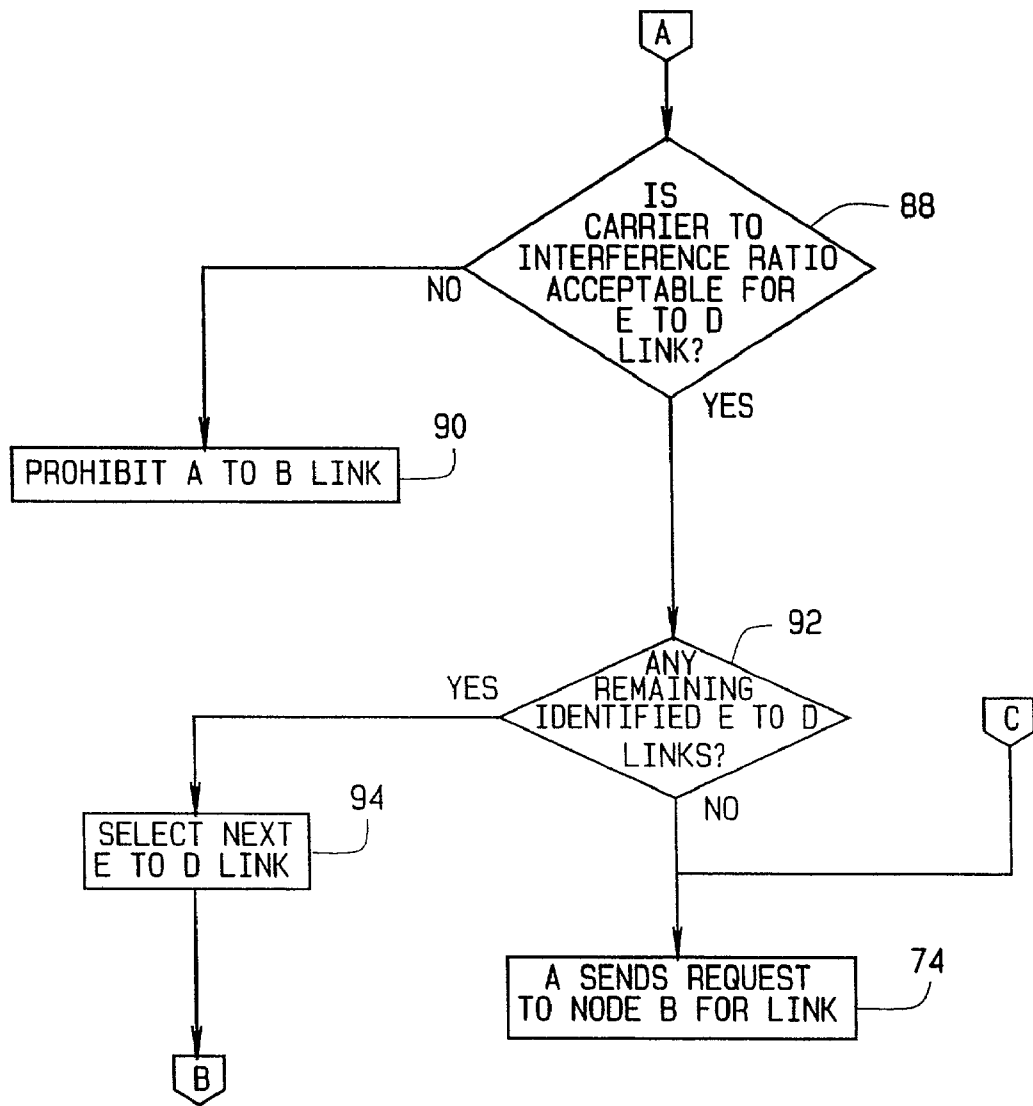 A
IS
CARRIER TO
INTERFERENCE RATIO
ACCEPTABLE FOR
E TO D
LINK?
88
NO
YES
90
PROHIBIT A TO B LINK
92
ANY
REMAINING
IDENTIFIED E TO D
LINKS?
YES
C
NO
94
SELECT NEXT
E TO D LINK
74
A SENDS REQUEST
TO NODE B FOR LINK
B